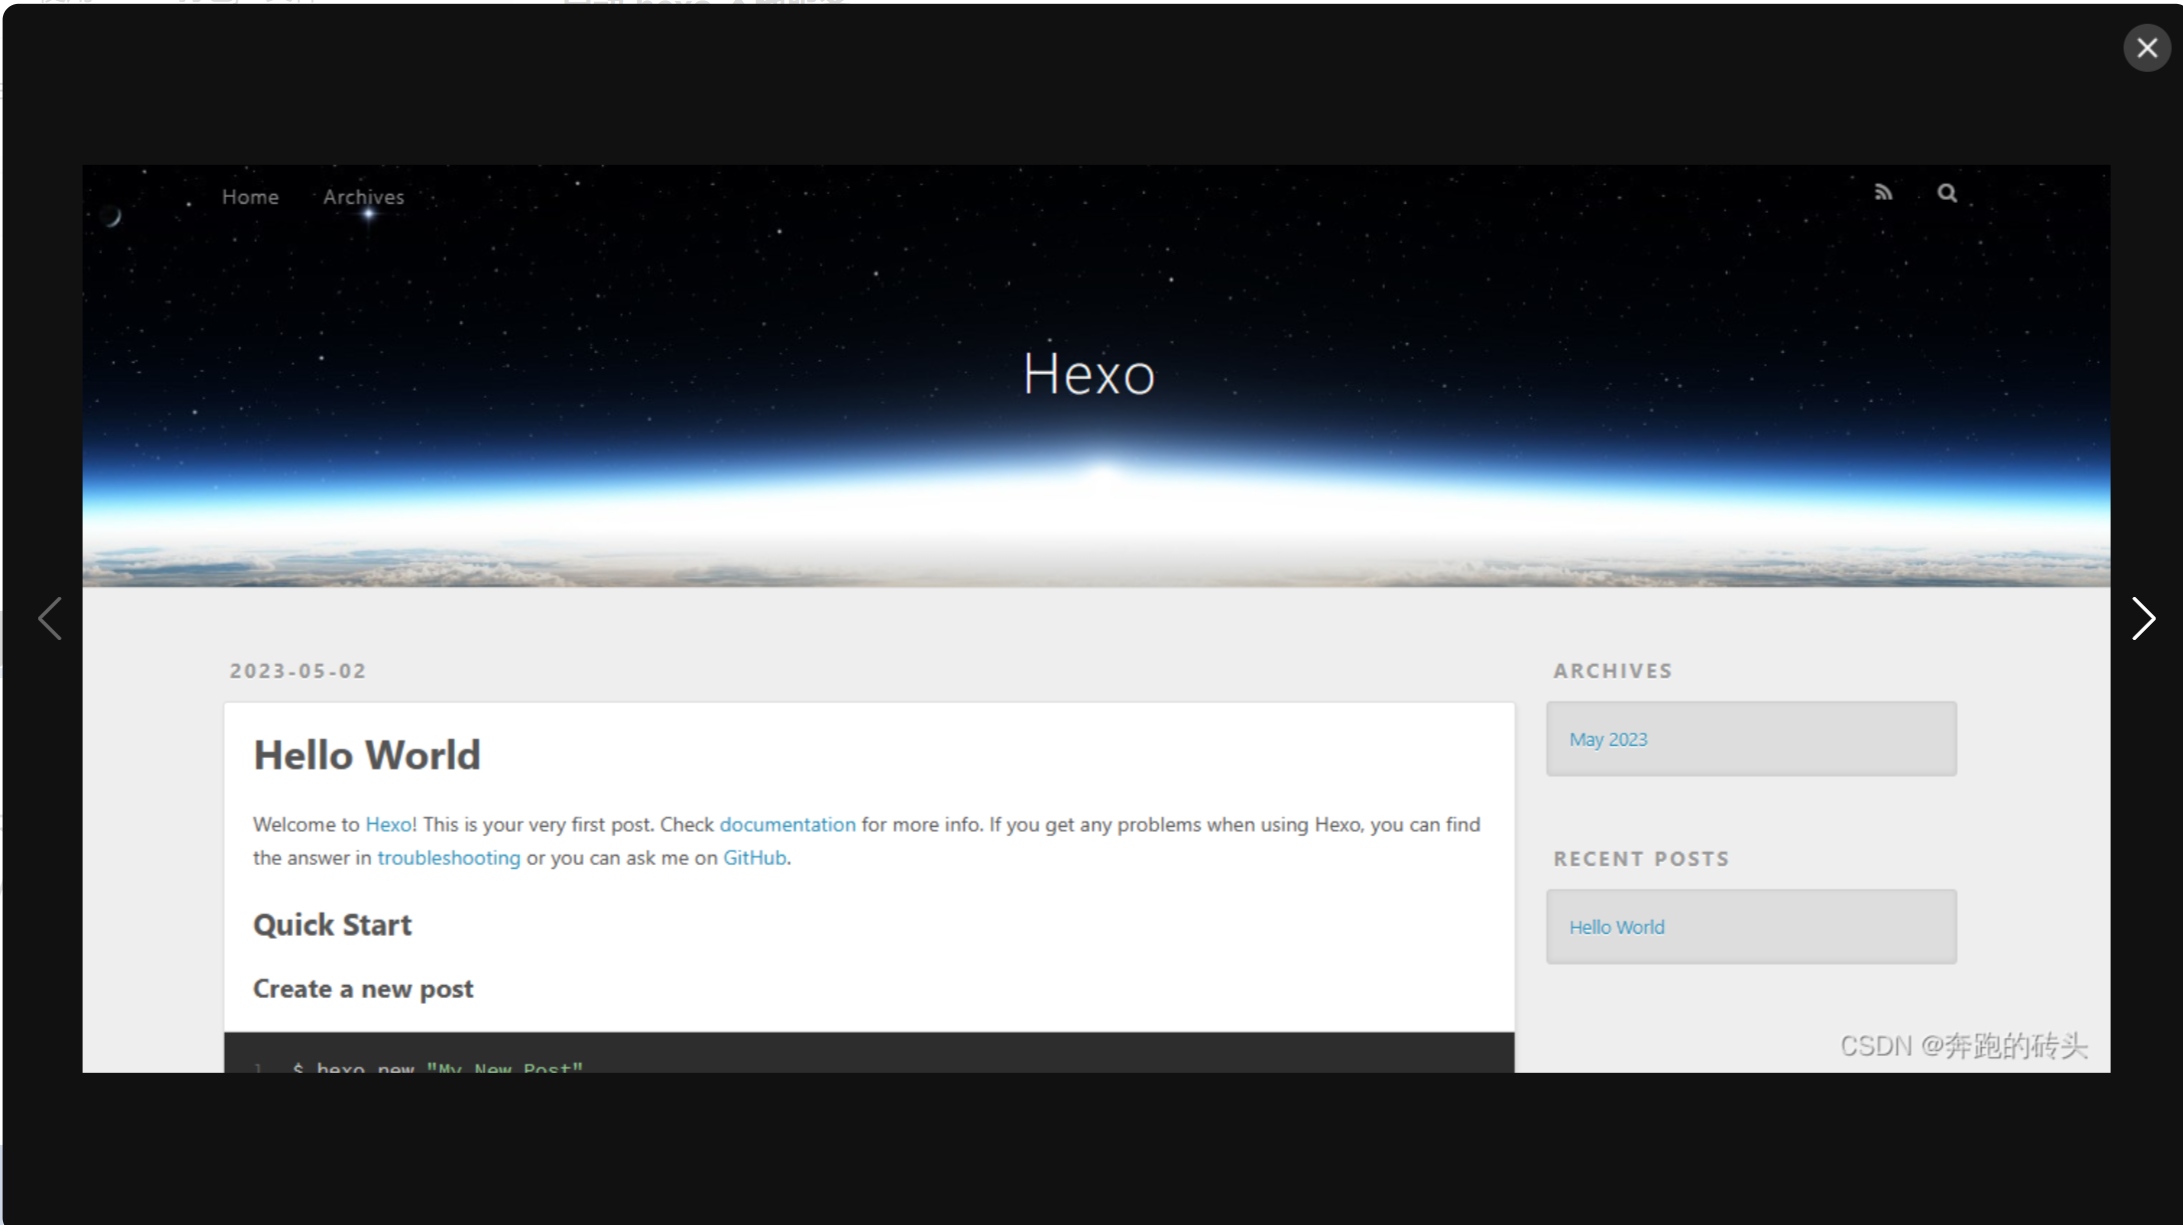 Home Archives
Hexo
2023-05-02
Hello World
Welcome to Hexo! This is your very first post. Check documentation for more info. If you get any problems when using Hexo, you can find
the answer in troubleshooting or you can ask me on GitHub.
Quick Start
Create a new post
1 $ hexo new "My New Post"
ARCHIVES
May 2023
RECENT POSTS
Hello World
CSDN @奔跑的砖头